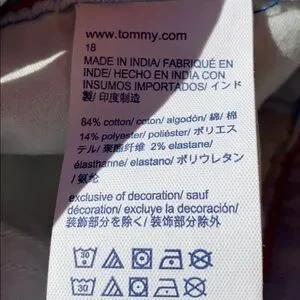 www.tommy.com
18
MADE IN INDIA/ FABRIQUÉ EN
INDE/ HECHO EN INDIA CON
INSUMOS IMPORTADOS/ インド
製/ 印度制造
64% cotton/ coton/ algodón/ 綿/ 棉
14% polyester/ poliéster/ ポリエス
テル/ 聚酯纤维 2% elastane/
élasthanne/ elastano/ ポリウレタン
/ 氨纶
exclusive of decoration/ sauf
décoration/ excluye la decoración/
装飾部分を除く/ 装饰部分除外
30
30